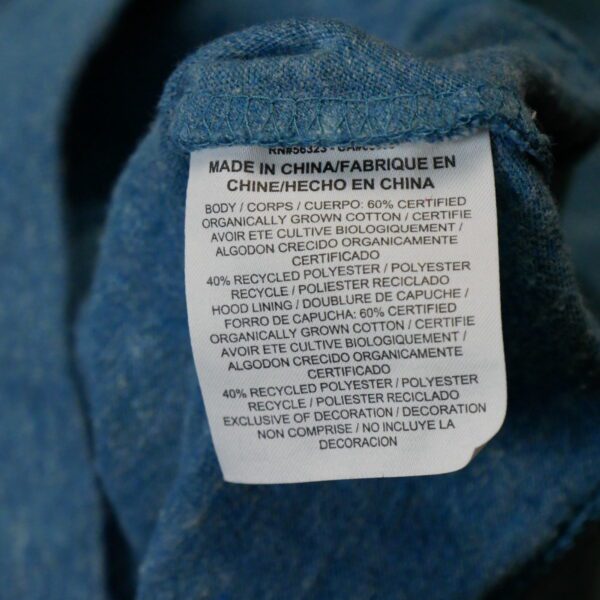 RN#56323 -
MADE IN CHINA/FABRIQUE EN
CHINE/HECHO EN CHINA
BODY / CORPS / CUERPO: 60% CERTIFIED
ORGANICALLY GROWN COTTON / CERTIFIE
AVOIR ETE CULTIVE BIOLOGIQUEMENT /
ALGODON CRECIDO ORGANICAMENTE
CERTIFICADO
40% RECYCLED POLYESTER / POLYESTER
RECYCLE / POLIESTER RECICLADO
HOOD LINING / DOUBLURE DE CAPUCHE /
FORRO DE CAPUCHA: 60% CERTIFIED
ORGANICALLY GROWN COTTON / CERTIFIE
AVOIR ETE CULTIVE BIOLOGIQUEMENT /
ALGODON CRECIDO ORGANICAMENTE
CERTIFICADO
40% RECYCLED POLYESTER / POLYESTER
RECYCLE / POLIESTER RECICLADO
EXCLUSIVE OF DECORATION / DECORATION
NON COMPRISE / NO INCLUYE LA
DECORACION